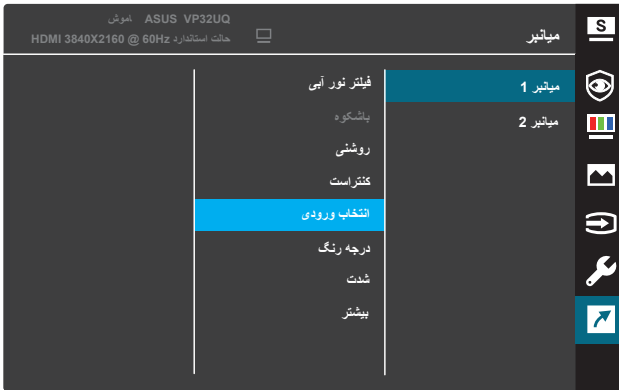 ASUS VP32UQ اموش
میانبر
حالت استاندارد HDMI 3840X2160 @ 60Hz
S
میانبر 1
میانبر 2
فیلتر نور آبی
باشکوه
روشنی
کنتراست
انتخاب ورودی
درجه رنگ
شدت
بیشتر